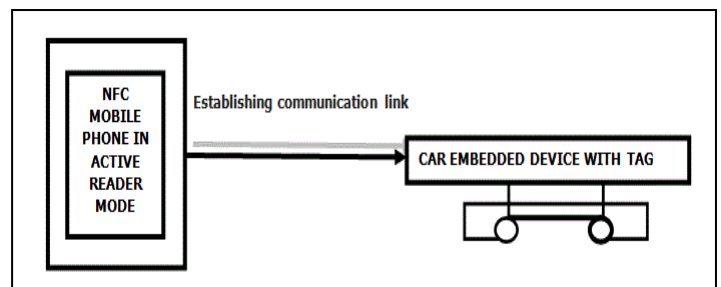 NFC
MOBILE
PHONE IN
ACTIVE
READER
MODE
Establishing communication link
CAR EMBEDDED DEVICE WITH TAG